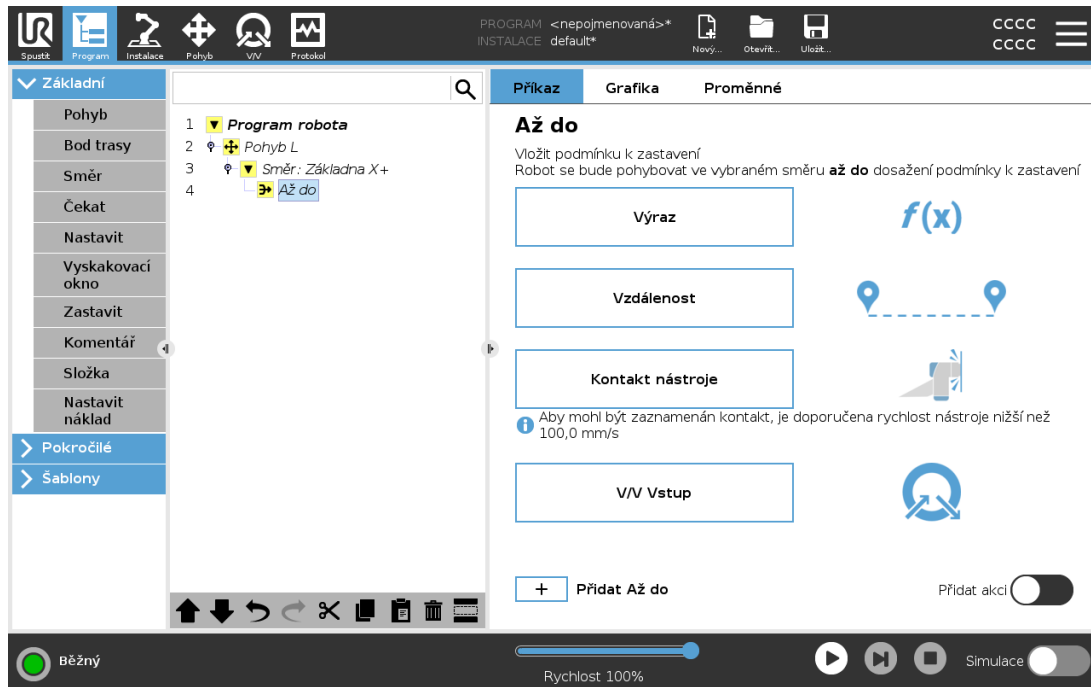 UR
Spustit
Program
Instalace
Pohyb
V/V
Protokol
PROGRAM <nepojmenovaná>*
INSTALACE default*
Nový...
Otevřít...
Uložit...
CCCC
CCCC
Základní
Pohyb
Bod trasy
Směr
Čekat
Nastavit
Vyskakovací
okno
Zastavit
Komentář
Složka
Nastavit
náklad
Pokročilé
Šablony
1 Program robota
2 Pohyb L
3 Směr: Základna X+
4 Až do
Příkaz Grafika Proměnné
Až do
Vložit podmínku k zastavení
Robot se bude pohybovat ve vybraném směru až do dosažení podmínky k zastavení
Výraz
f(x)
Vzdálenost
Kontakt nástroje
Aby mohl být zaznamenán kontakt, je doporučena rychlost nástroje nižší než
100,0 mm/s
V/V Vstup
+ Přidat Až do
Přidat akci
Běžný
Rychlost 100%
Simulace